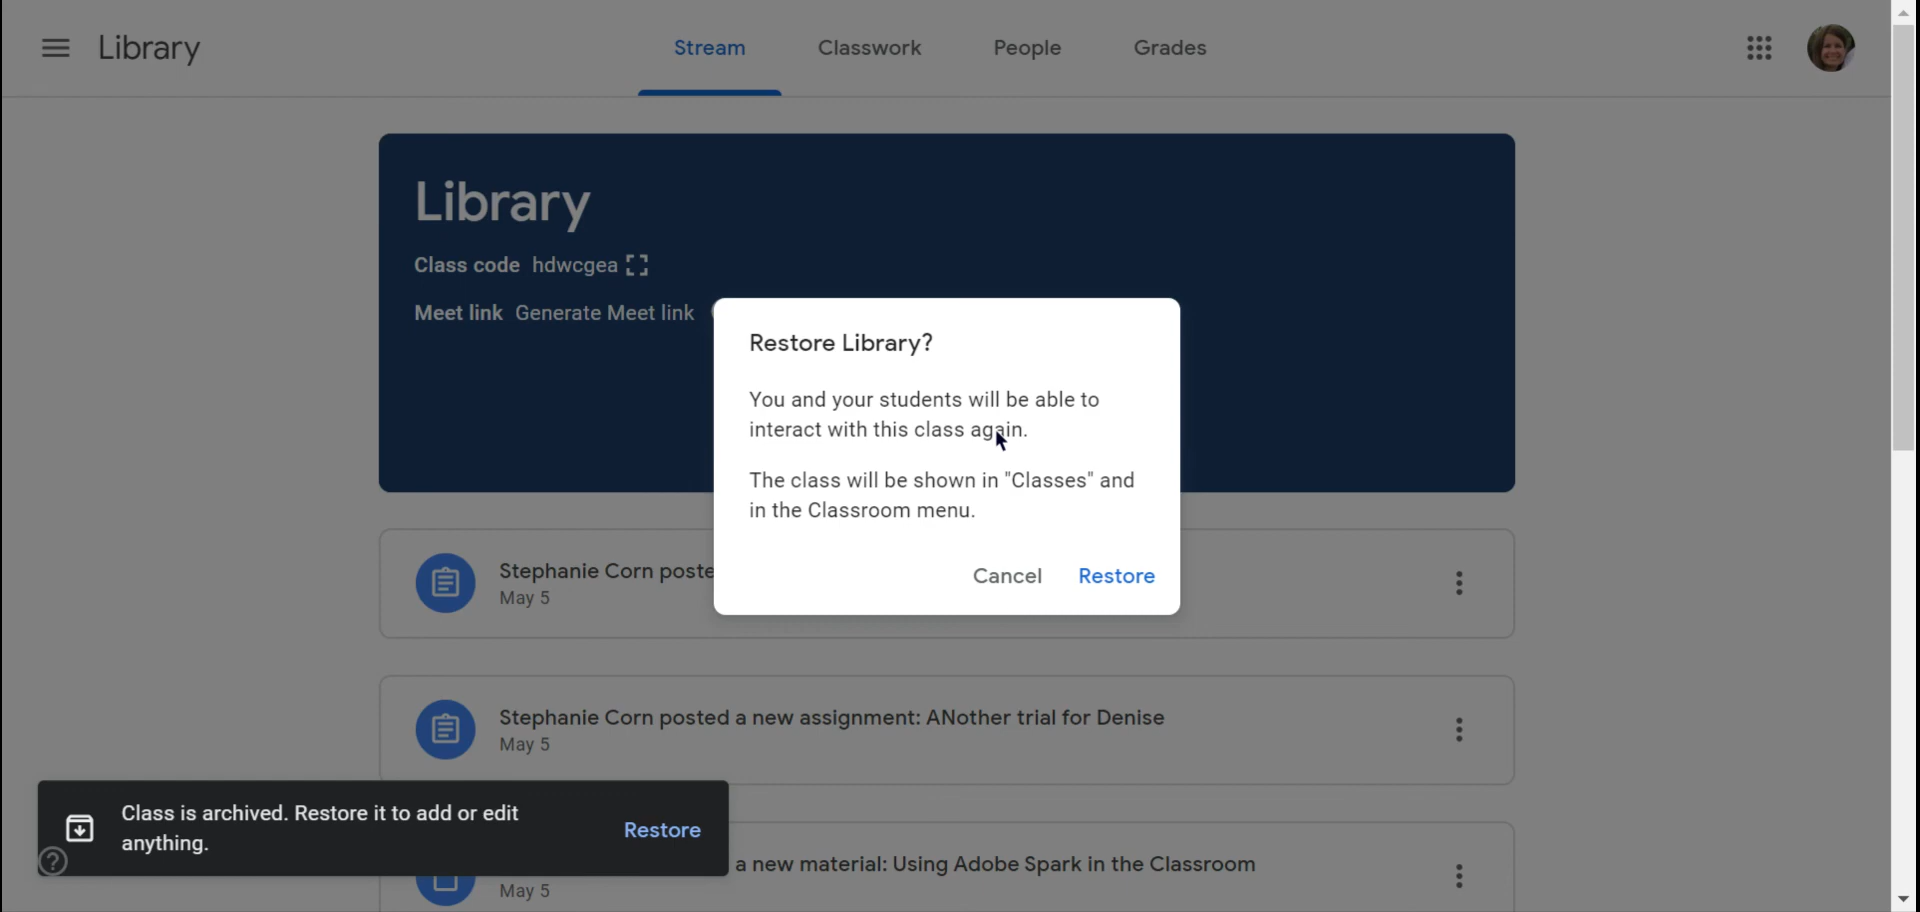 Library
Stream
Classwork
People
Grades
Library
Class code hdwcgea
Meet link Generate Meet link
Restore Library?
You and your students will be able to
interact with this class again.
The class will be shown in "Classes" and
in the Classroom menu.
Cancel
Restore
Stephanie Corn poste
May 5
Stephanie Corn posted a new assignment: ANother trial for Denise
May 5
Class is archived. Restore it to add or edit
anything.
Restore
?
a new material: Using Adobe Spark in the Classroom
May 5